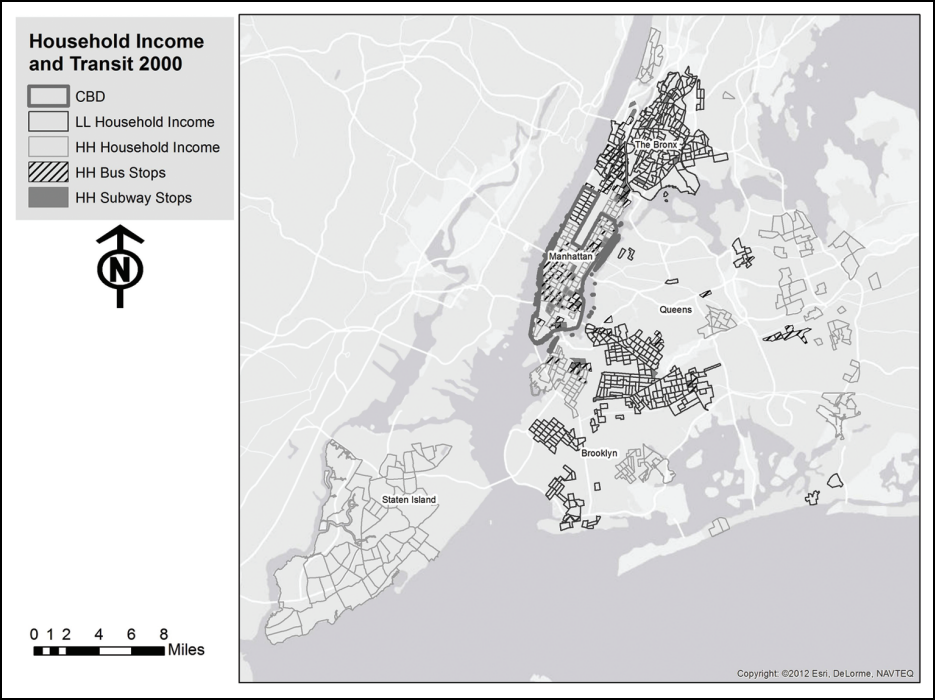 Household Income
and Transit 2000
CBD
LL Household Income
HH Household Income
HH Bus Stops
HH Subway Stops
N
The Bronx
Manhattan
Queens
Brooklyn
Staten Island
0 1 2 4 6 8
Miles
Copyright: ©2012 Esri, DeLorme, NAVTEQ